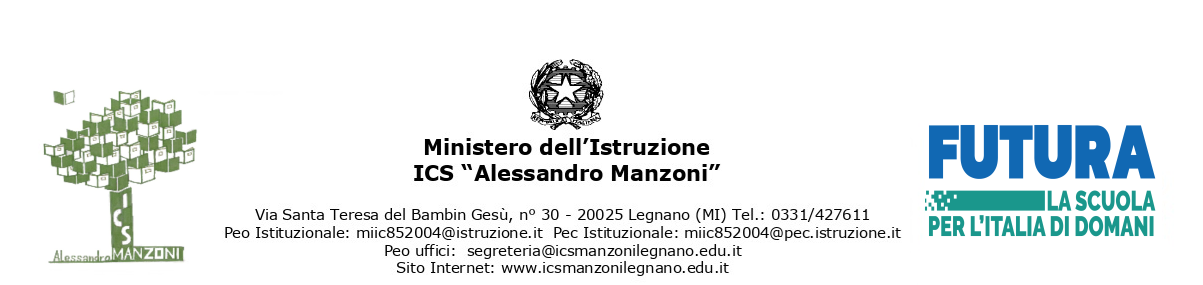 ICS
Alessandro MANZONI
Ministero dell’Istruzione
ICS “Alessandro Manzoni”
Via Santa Teresa del Bambin Gesù, nº 30 - 20025 Legnano (MI) Tel.: 0331/427611
Peo Istituzionale: miic852004@istruzione.it Pec Istituzionale: miic852004@pec.istruzione.it
Peo uffici: segreteria@icsmanzonilegnano.edu.it
Sito Internet: www.icsmanzonilegnano.edu.it
FUTURA
LA SCUOLA
PER L’ITALIA DI DOMANI